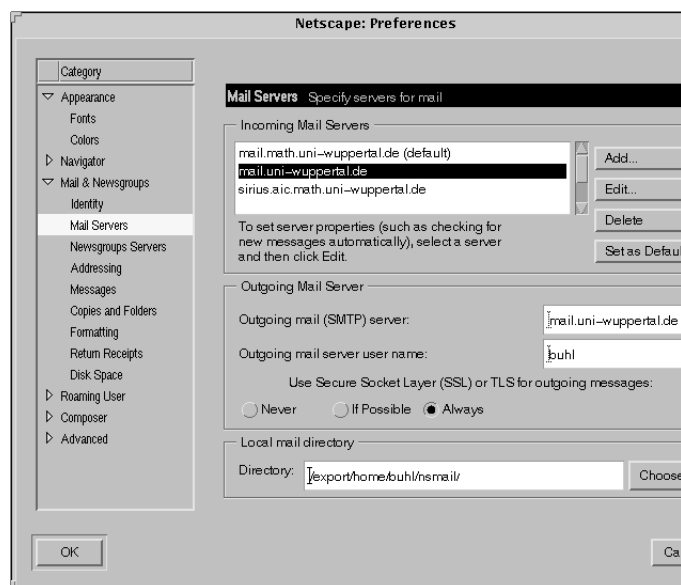 Netscape: Preferences
Category
Appearance
Fonts
Colors
Navigator
Mail & Newsgroups
Identity
Mail Servers
Newsgroups Servers
Addressing
Messages
Copies and Folders
Formatting
Return Receipts
Disk Space
Roaming User
Composer
Advanced
Mail Servers Specify servers for mail
Incoming Mail Servers
mail.math.uni-wuppertal.de (default)
mail.uni-wuppertal.de
sirius.aic.math.uni-wuppertal.de
Add...
Edit...
Delete
Set as Defaul
To set server properties (such as checking for
new messages automatically), select a server
and then click Edit.
Outgoing Mail Server
Outgoing mail (SMTP) server: mail.uni-wuppertal.de
Outgoing mail server user name: buhl
Use Secure Socket Layer (SSL) or TLS for outgoing messages:
Never If Possible Always
Local mail directory
Directory: /export/home/buhl/nsmail/ Choose
OK Ca